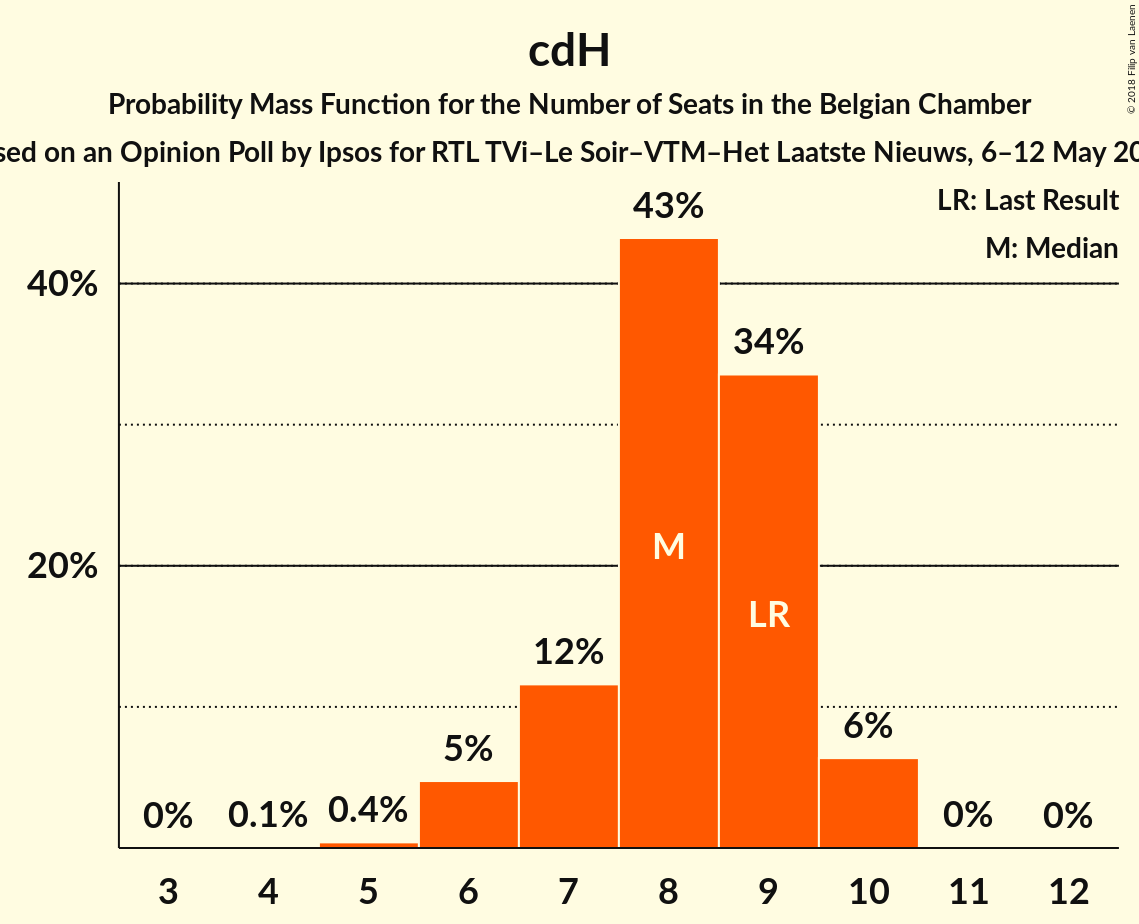 cdH
Probability Mass Function for the Number of Seats in the Belgian Chamber
on an Opinion Poll by Ipsos for RTL TVi–Le Soir–VTM–Het Laatste Nieuws, 6–12 May
© 2018 Filip van Laenen
LR: Last Result
M: Median
43%
40%
34%
M
20%
LR
12%
5%
6%
0%
0.1%
0.4%
0%
0%
3 4 5 6 7 8 9 10 11 12